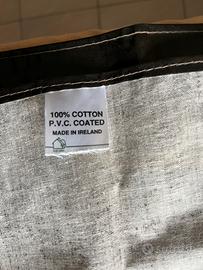 100% COTTON
P.V.C. COATED
MADE IN IRELAND